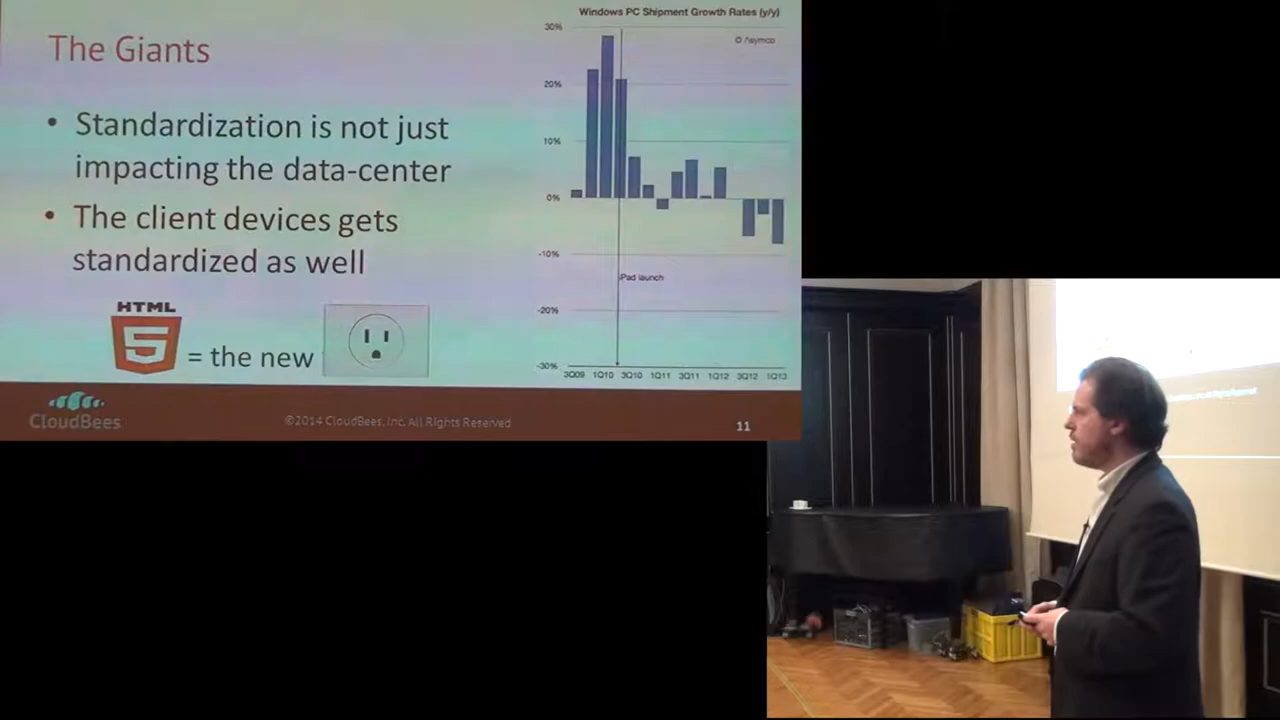 The Giants
• Standardization is not just
impacting the data-center
• The client devices gets
standardized as well
HTML
5
= the new
Windows PC Shipment Growth Rates (y/y)
30%
© Asymco
20%
10%
0%
-10%
iPad launch
-20%
-30%
3Q09 1Q10 3Q10 1Q11 3Q11 1Q12 3Q12 1Q13
CloudBees
©2014 CloudBees, Inc. All Rights Reserved
11